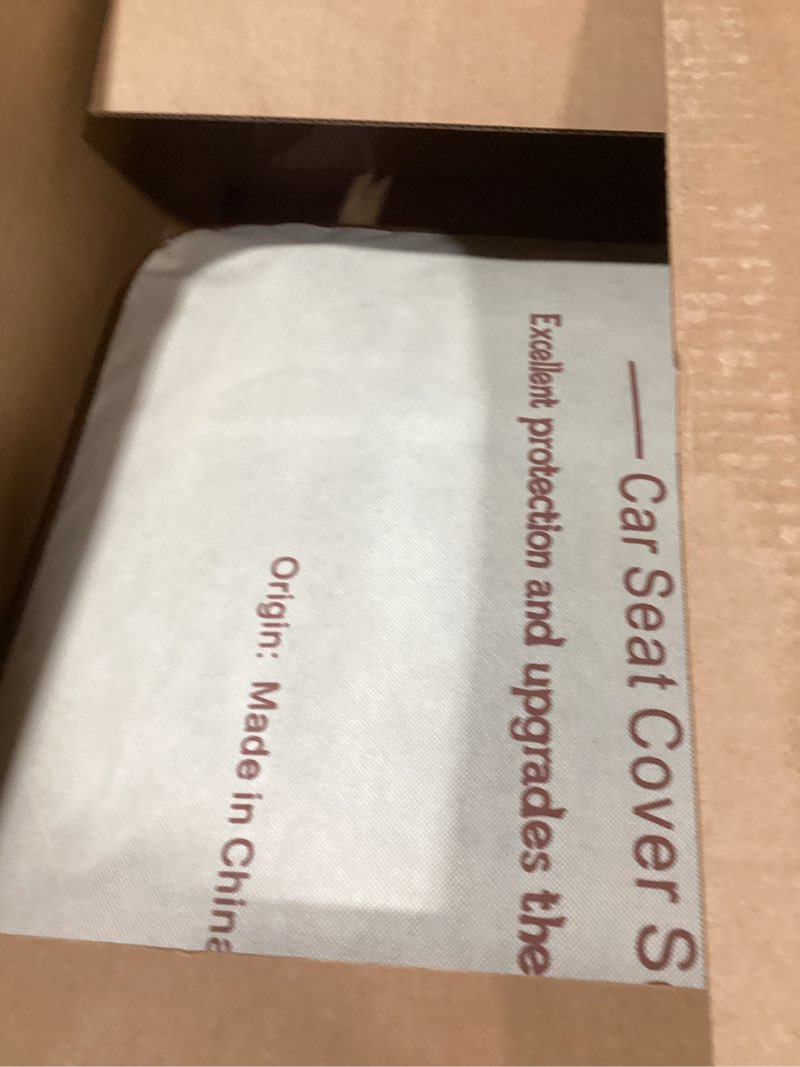 —Car Seat Cover S
Excellent protection and upgrades the
Origin: Made in China